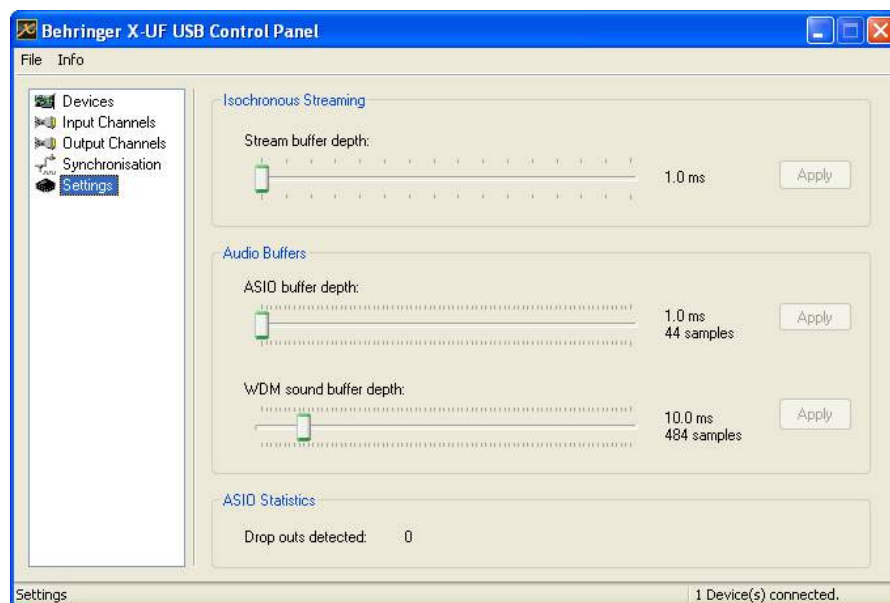 Behringer X-UF USB Control Panel
File Info
Devices
Input Channels
Output Channels
Synchronisation
Settings
Isochronous Streaming
Stream buffer depth:
1.0 ms
Apply
Audio Buffers
ASIO buffer depth:
1.0 ms
44 samples
Apply
WDM sound buffer depth:
10.0 ms
484 samples
Apply
ASIO Statistics
Drop outs detected: 0
Settings
1 Device(s) connected.